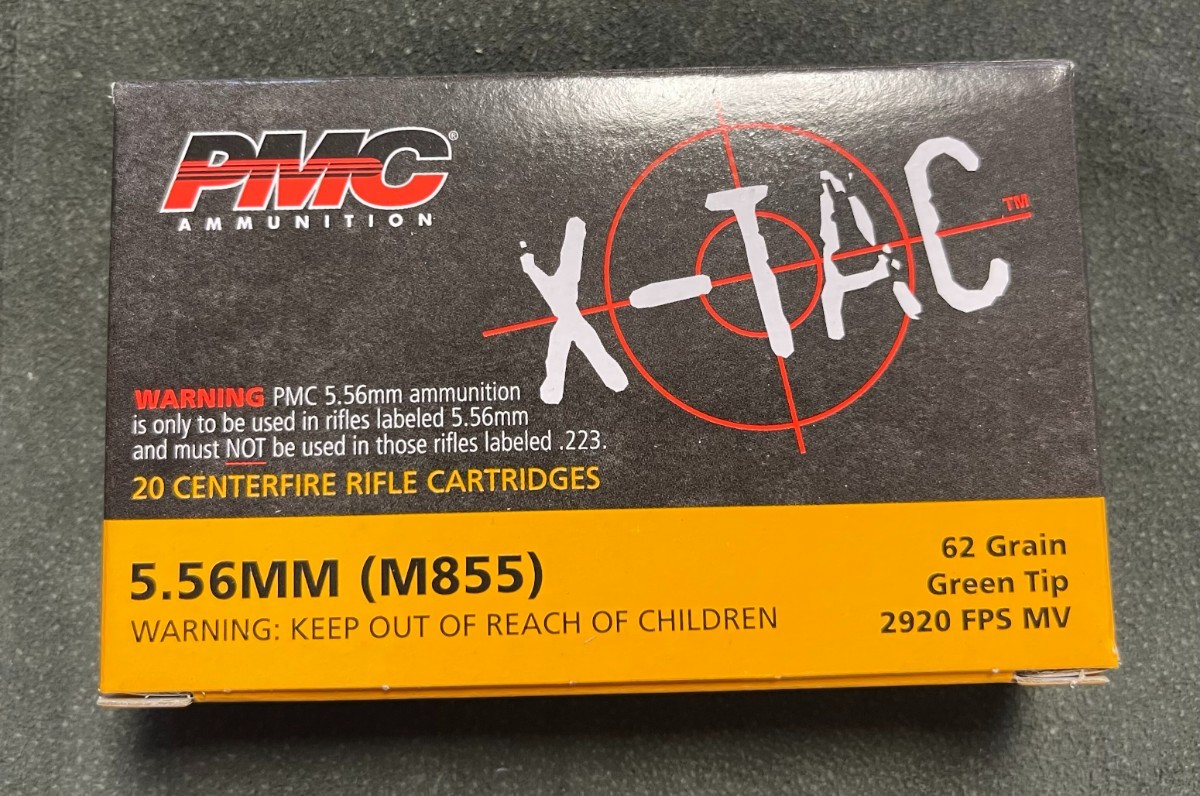 PMC®
AMMUNITION
X-TAC™
WARNING PMC 5.56mm ammunition
is only to be used in rifles labeled 5.56mm
and must NOT be used in those rifles labeled .223.
20 CENTERFIRE RIFLE CARTRIDGES
5.56MM (M855)
WARNING: KEEP OUT OF REACH OF CHILDREN
62 Grain
Green Tip
2920 FPS MV